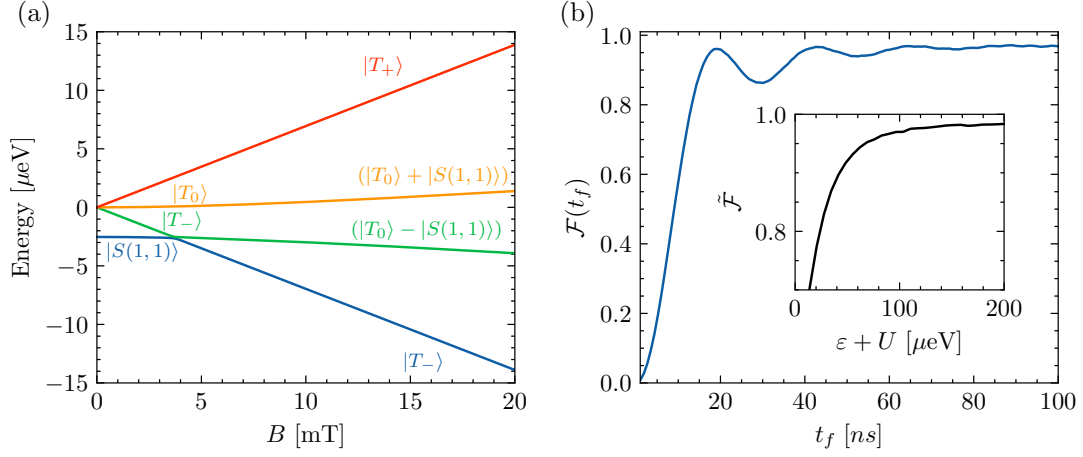 (a)
15
10
5
0
−5
−10
−15
Energy [μeV]
|T₊⟩
(|T₀⟩ + |S(1, 1)⟩)
|T₀⟩
|T₋⟩
(|T₀⟩ − |S(1, 1)⟩)
|S(1, 1)⟩
|T₋⟩
0 5 10 15 20
B [mT]
(b)
1.0
0.8
0.6
0.4
0.2
0.0
ℱ(t_f)
1.0
0.8
ℱ̃
0 100 200
ε + U [μeV]
20 40 60 80 100
t_f [ns]